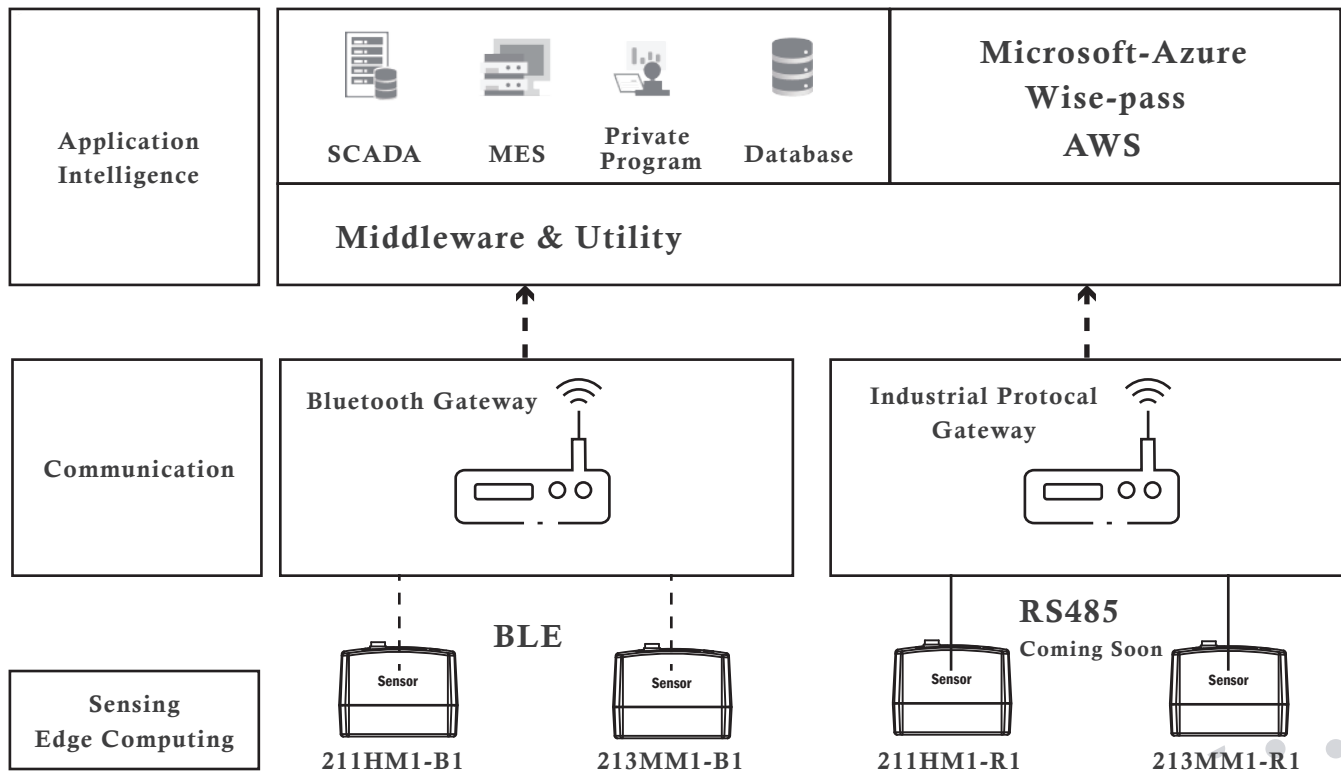 Application
Intelligence
SCADA
MES
Private
Program
Database
Microsoft-Azure
Wise-pass
AWS
Middleware & Utility
Communication
Bluetooth Gateway
Industrial Protocal
Gateway
BLE
RS485
Coming Soon
Sensing
Edge Computing
Sensor
Sensor
Sensor
Sensor
211HM1-B1
213MM1-B1
211HM1-R1
213MM1-R1